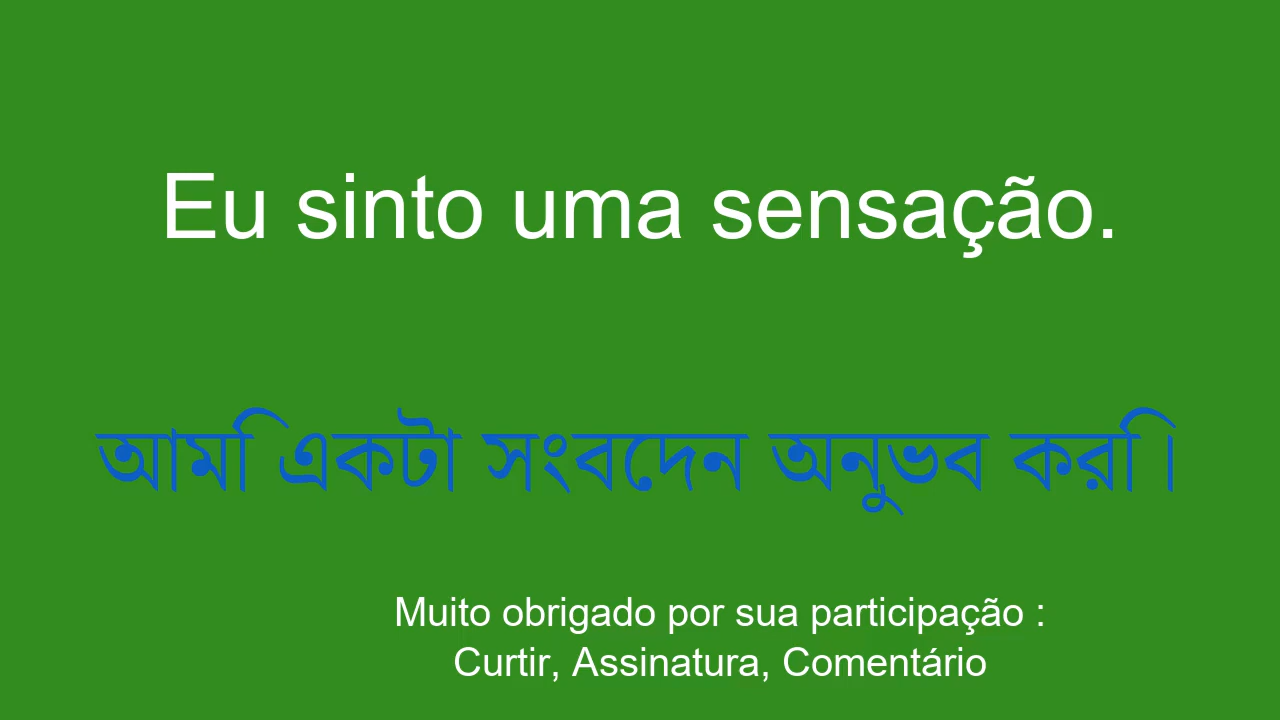 Eu sinto uma sensação.
আমি একটা সংবেদন অনুভব করি।
Muito obrigado por sua participação :
Curtir, Assinatura, Comentário